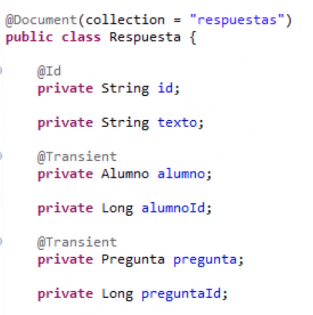 @Document(collection = "respuestas")
public class Respuesta {
@Id
private String id;
private String texto;
@Transient
private Alumno alumno;
private Long alumnoId;
@Transient
private Pregunta pregunta;
private Long preguntaId;